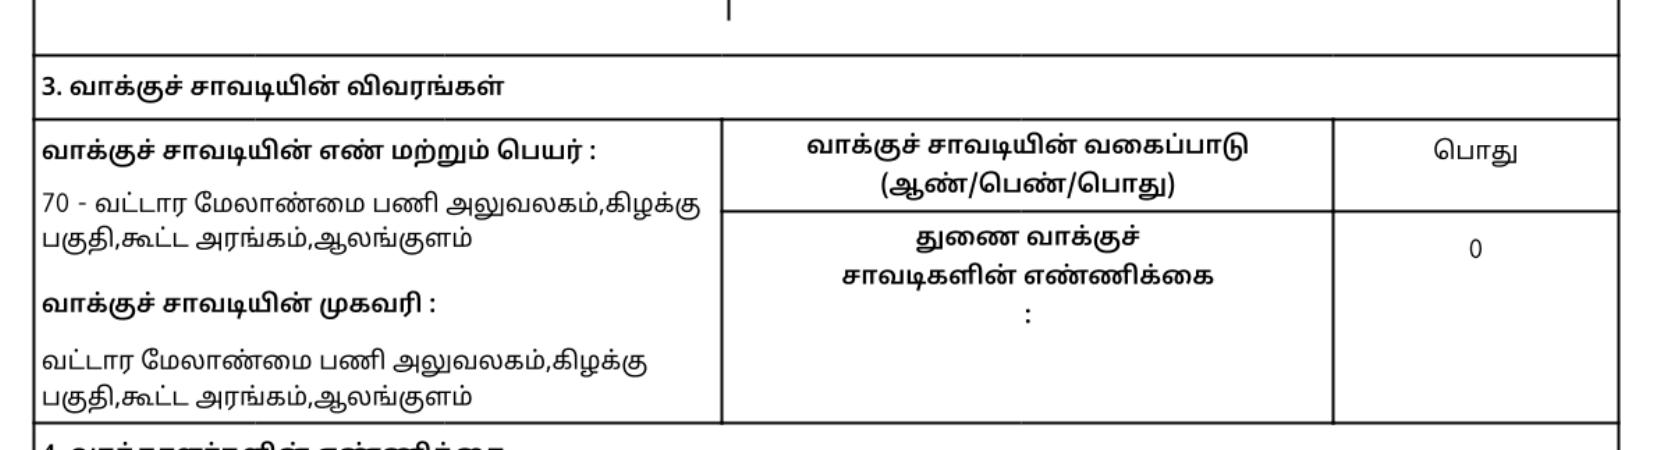 3. வாக்குச் சாவடியின் விவரங்கள்
வாக்குச் சாவடியின் எண் மற்றும் பெயர் :
70 - வட்டார மேலாண்மை பணி அலுவலகம்,கிழக்கு
பகுதி,கூட்ட அரங்கம்,ஆலங்குளம்
வாக்குச் சாவடியின் முகவரி :
வட்டார மேலாண்மை பணி அலுவலகம்,கிழக்கு
பகுதி,கூட்ட அரங்கம்,ஆலங்குளம்
வாக்குச் சாவடியின் வகைப்பாடு
(ஆண்/பெண்/பொது)
பொது
துணை வாக்குச்
சாவடிகளின் எண்ணிக்கை
:
0